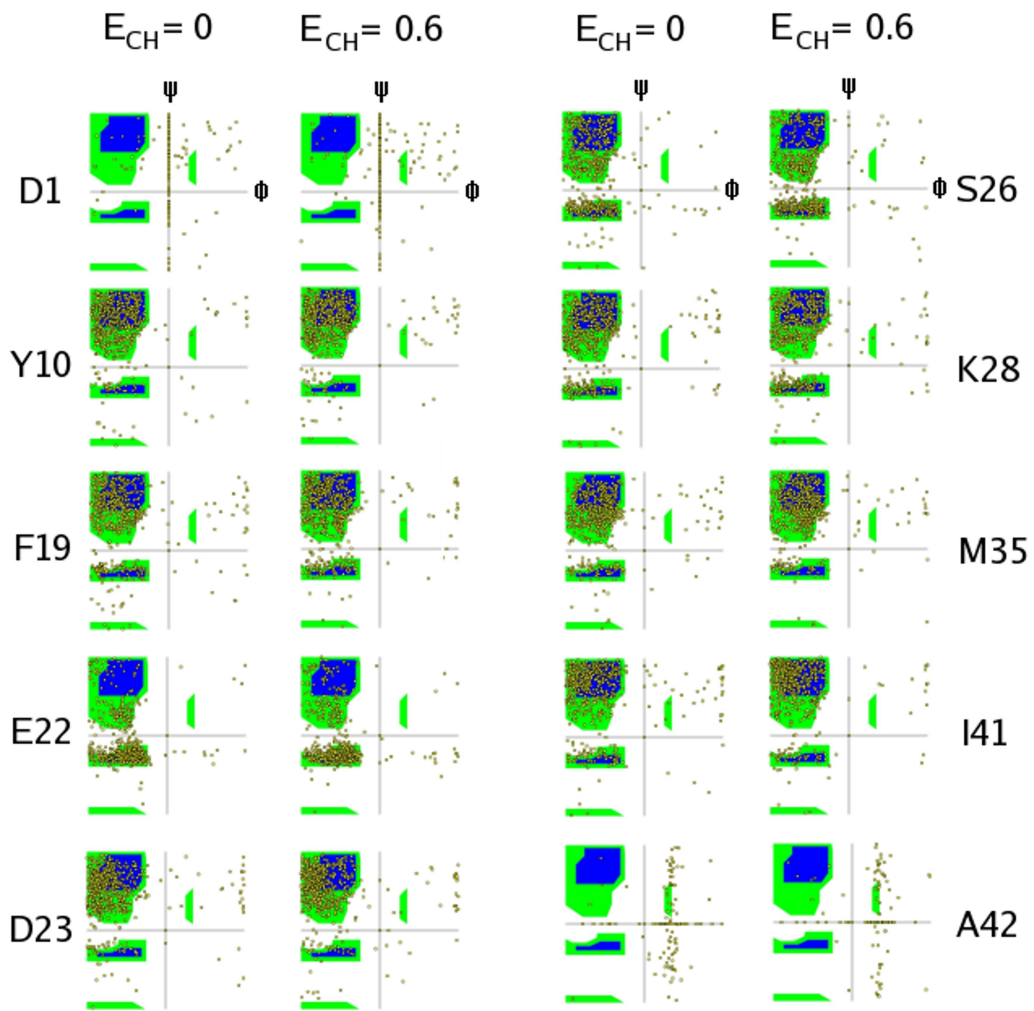 E_CH= 0 E_CH= 0.6 E_CH= 0 E_CH= 0.6
Ψ Ψ Ψ Ψ
D1 Φ Φ Φ Φ S26
Y10 K28
F19 M35
E22 I41
D23 A42